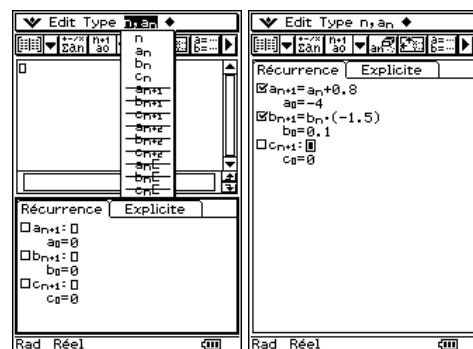 Edit Type n,an ◆
n
an
bn
cn
an+1
bn+1
cn+1
an+2
bn+2
cn+2
anE
bnE
cnE
Récurrence Explicite
an+1:□
a0=0
bn+1:□
b0=0
cn+1:□
c0=0
Rad Réel
Edit Type n,an ◆
Récurrence Explicite
an+1=an+0.8
a0=-4
bn+1=bn·(-1.5)
b0=0.1
cn+1:□
c0=0
Rad Réel